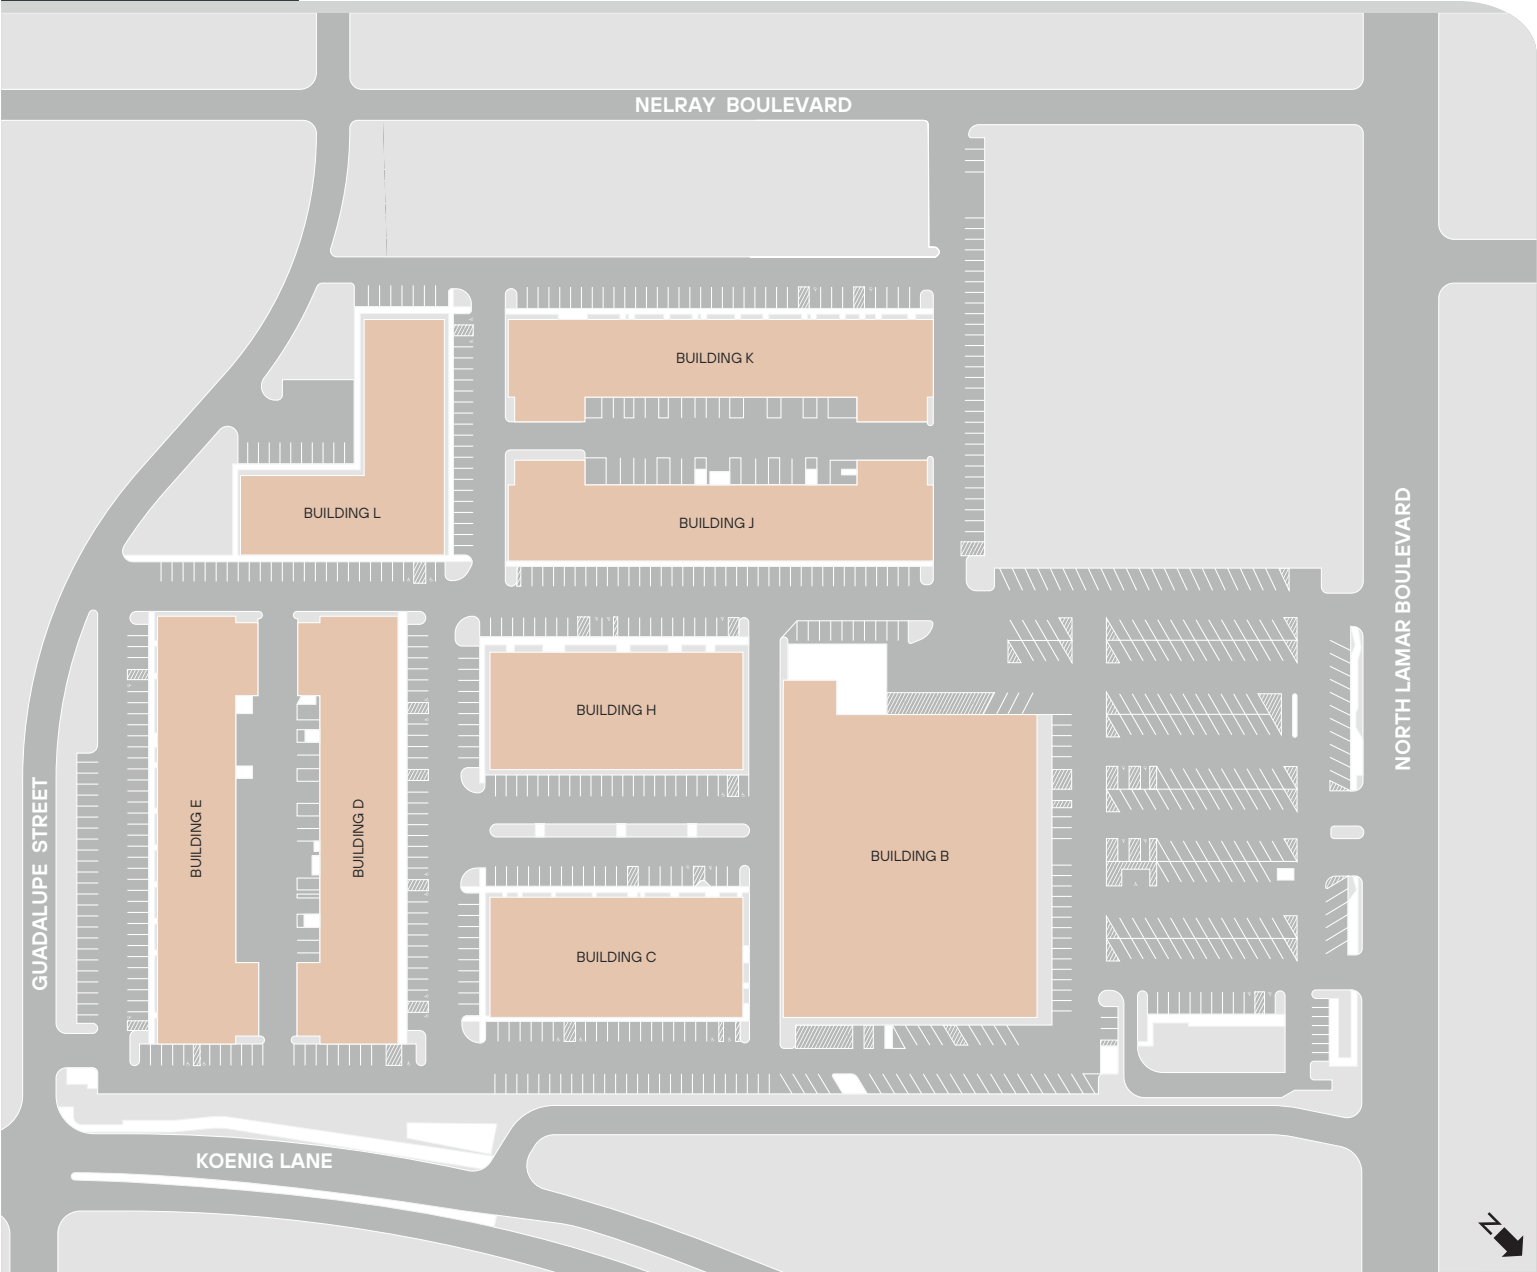 NELRAY BOULEVARD
BUILDING K
BUILDING L
BUILDING J
NORTH LAMAR BOULEVARD
BUILDING H
GUADALUPE STREET
BUILDING E
BUILDING D
BUILDING B
BUILDING C
KOENIG LANE
N